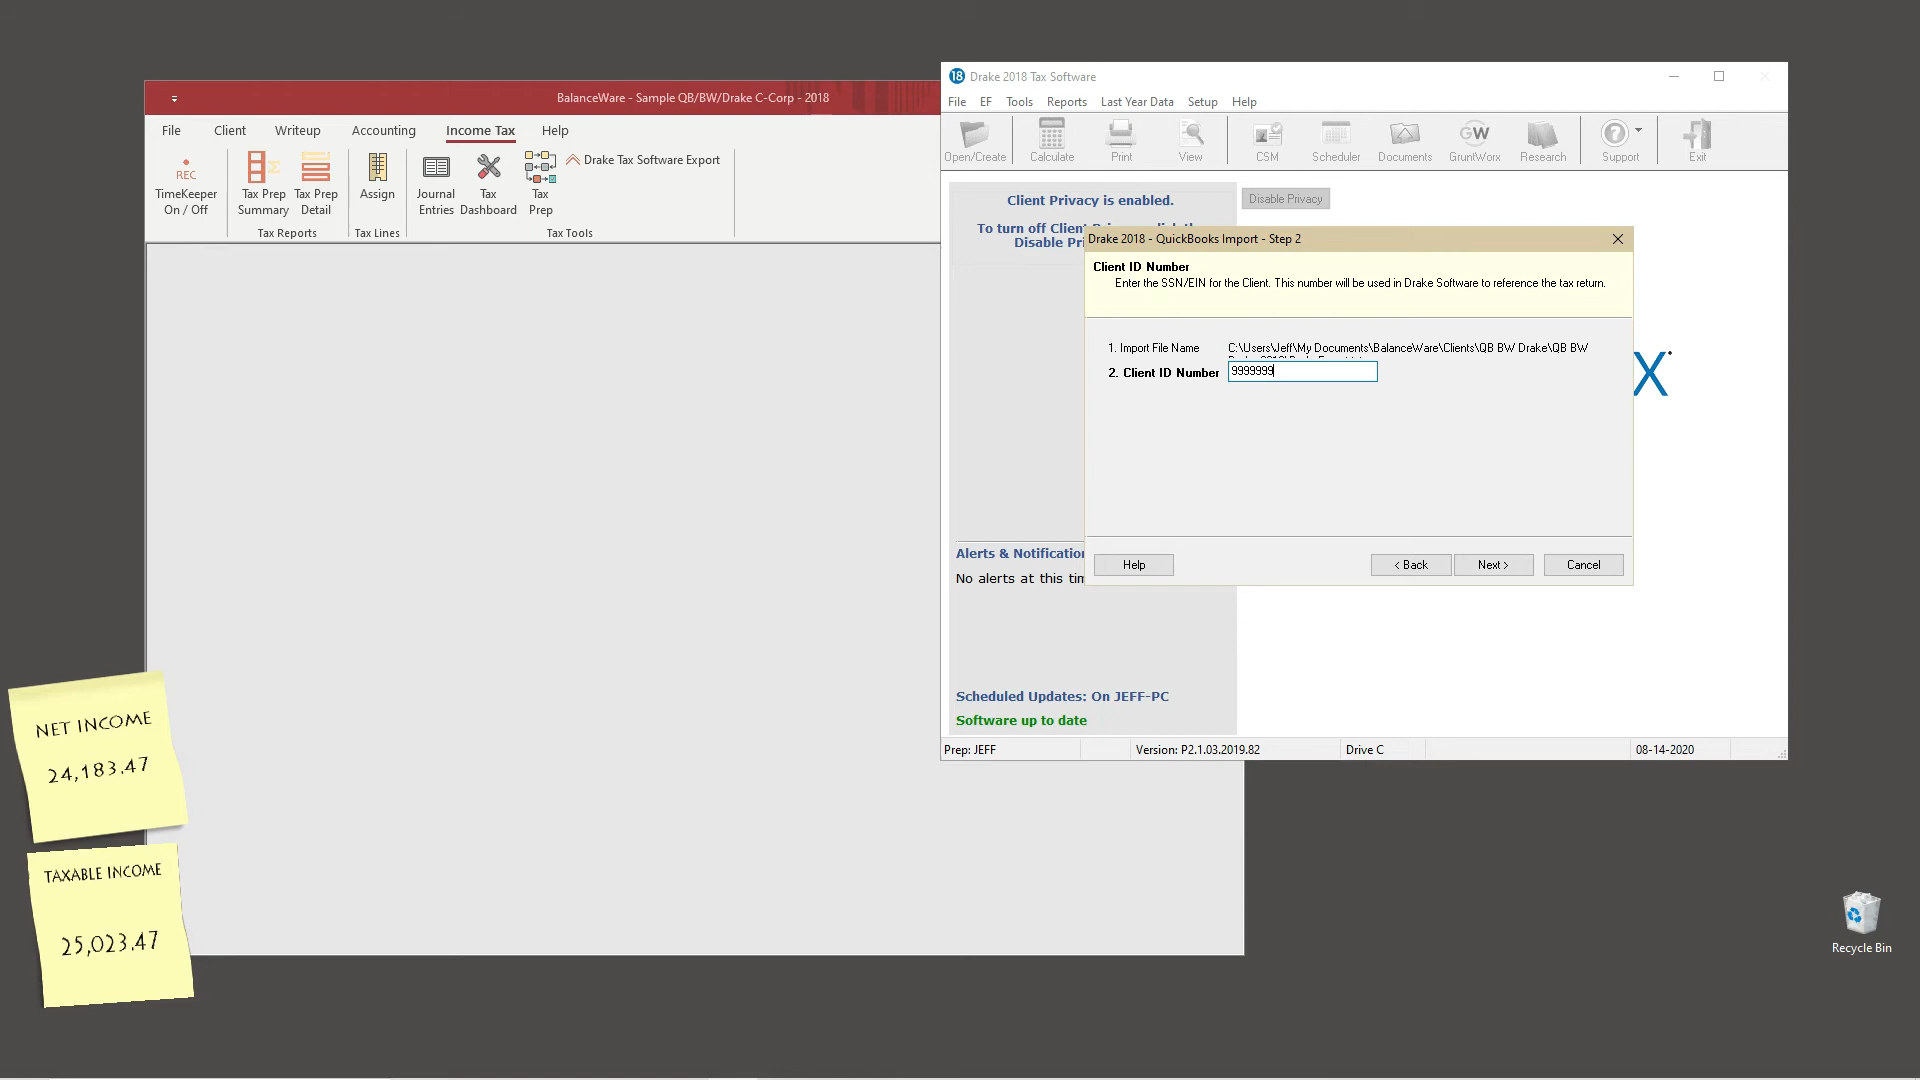 BalanceWare - Sample QB/BW/Drake C-Corp - 2018
File Client Writeup Accounting Income Tax Help
REC
TimeKeeper
On / Off
Tax Prep
Summary
Tax Prep
Detail
Tax Reports
Assign
Tax Lines
Journal
Entries
Tax
Dashboard
Tax
Prep
Drake Tax Software Export
Tax Tools
18 Drake 2018 Tax Software
File EF Tools Reports Last Year Data Setup Help
Open/Create Calculate Print View CSM Scheduler Documents GruntWorx Research Support Exit
GW
Client Privacy is enabled.
To turn off Client
Disable
Disable Privacy
Drake 2018 - QuickBooks Import - Step 2
Client ID Number
Enter the SSN/EIN for the Client. This number will be used in Drake Software to reference the tax return.
1. Import File Name C:\Users\Jeff\My Documents\BalanceWare\Clients\QB BW Drake\QB BW
2. Client ID Number 9999999
Help < Back Next > Cancel
X
Alerts & Notification
No alerts at this tim
Scheduled Updates: On JEFF-PC
Software up to date
Prep: JEFF Version: P2.1.03.2019.82 Drive C 08-14-2020
NET INCOME
24,183.47
TAXABLE INCOME
25,023.47
Recycle Bin